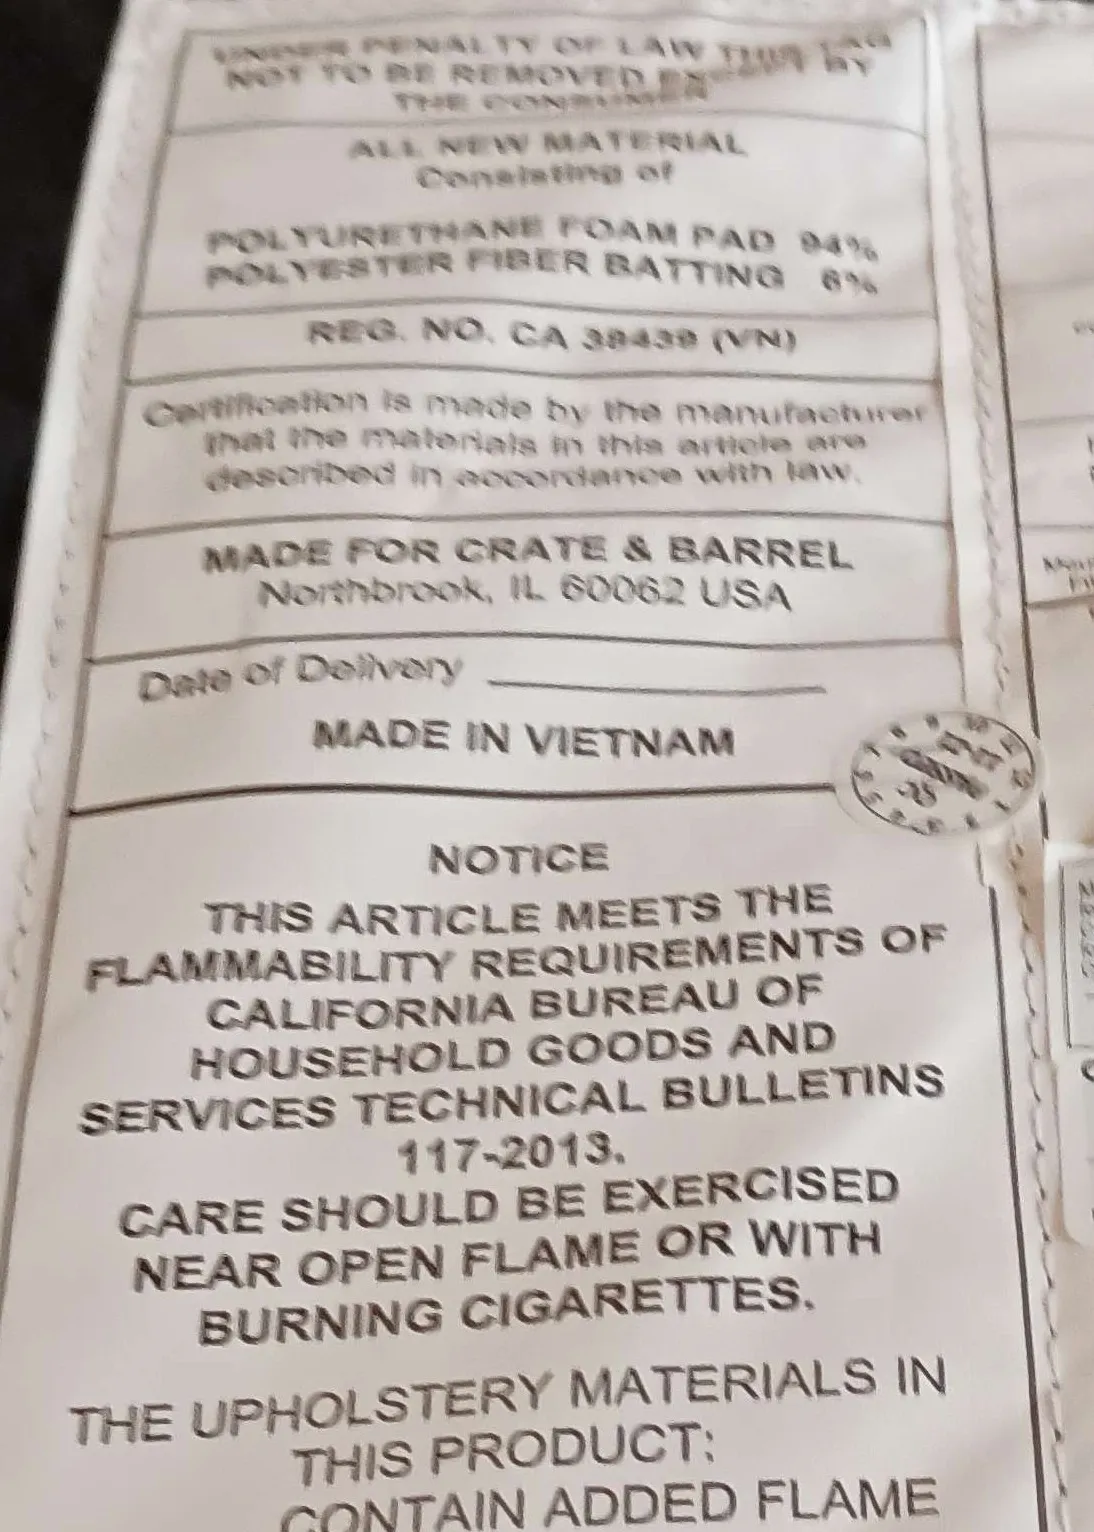 UNDER PENALTY OF LAW THIS TAG
NOT TO BE REMOVED EXCEPT BY
THE CONSUMER
ALL NEW MATERIAL
Consisting of
POLYURETHANE FOAM PAD 94%
POLYESTER FIBER BATTING 6%
REG. NO. CA 38439 (VN)
Certification is made by the manufacturer
that the materials in this article are
described in accordance with law.
MADE FOR CRATE & BARREL
Northbrook, IL 60062 USA
Date of Delivery
MADE IN VIETNAM
NOTICE
THIS ARTICLE MEETS THE
FLAMMABILITY REQUIREMENTS OF
CALIFORNIA BUREAU OF
HOUSEHOLD GOODS AND
SERVICES TECHNICAL BULLETINS
117-2013.
CARE SHOULD BE EXERCISED
NEAR OPEN FLAME OR WITH
BURNING CIGARETTES.
THE UPHOLSTERY MATERIALS IN
THIS PRODUCT:
CONTAIN ADDED FLAME